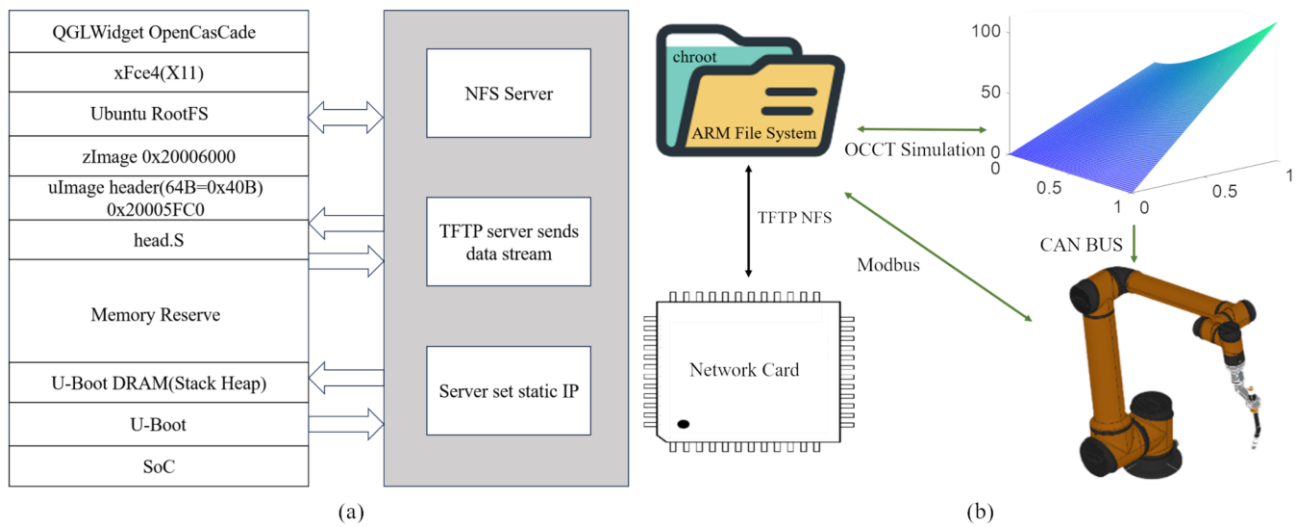 QGLWidget OpenCasCade
xFce4(X11)
Ubuntu RootFS
zImage 0x20006000
uImage header(64B=0x40B)
0x20005FC0
head.S
Memory Reserve
U-Boot DRAM(Stack Heap)
U-Boot
SoC
NFS Server
TFTP server sends
data stream
Server set static IP
(a)
chroot
ARM File System
OCCT Simulation
100
50
0
0
0.5
1
0
0.5
1
TFTP NFS
Modbus
CAN BUS
Network Card
(b)